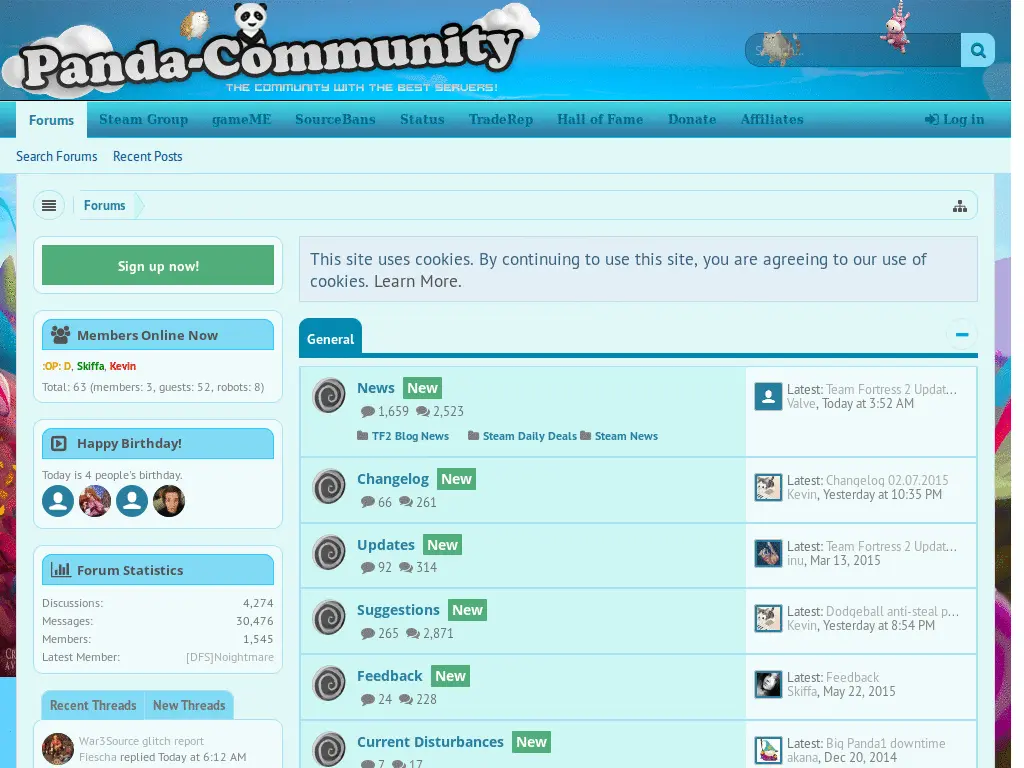 Panda-Community
THE COMMUNITY WITH THE BEST SERVERS!
Forums Steam Group gameME SourceBans Status TradeRep Hall of Fame Donate Affiliates Log in
Search Forums Recent Posts
Forums
Sign up now!
Members Online Now
:OP: D, Skiffa, Kevin
Total: 63 (members: 3, guests: 52, robots: 8)
Happy Birthday!
Today is 4 people's birthday.
Forum Statistics
Discussions: 4,274
Messages: 30,476
Members: 1,545
Latest Member: [DFS]Noightmare
Recent Threads New Threads
War3Source glitch report
Fiescha replied Today at 6:12 AM
This site uses cookies. By continuing to use this site, you are agreeing to our use of
cookies. Learn More.
General
News New
1,659 2,523
TF2 Blog News Steam Daily Deals Steam News
Latest: Team Fortress 2 Updat...
Valve, Today at 3:52 AM
Changelog New
66 261
Latest: Changelog 02.07.2015
Kevin, Yesterday at 10:35 PM
Updates New
92 314
Latest: Team Fortress 2 Updat...
inu, Mar 13, 2015
Suggestions New
265 2,871
Latest: Dodgeball anti-steal p...
Kevin, Yesterday at 8:54 PM
Feedback New
24 228
Latest: Feedback
Skiffa, May 22, 2015
Current Disturbances New
7 17
Latest: Big Panda1 downtime
akana, Dec 20, 2014